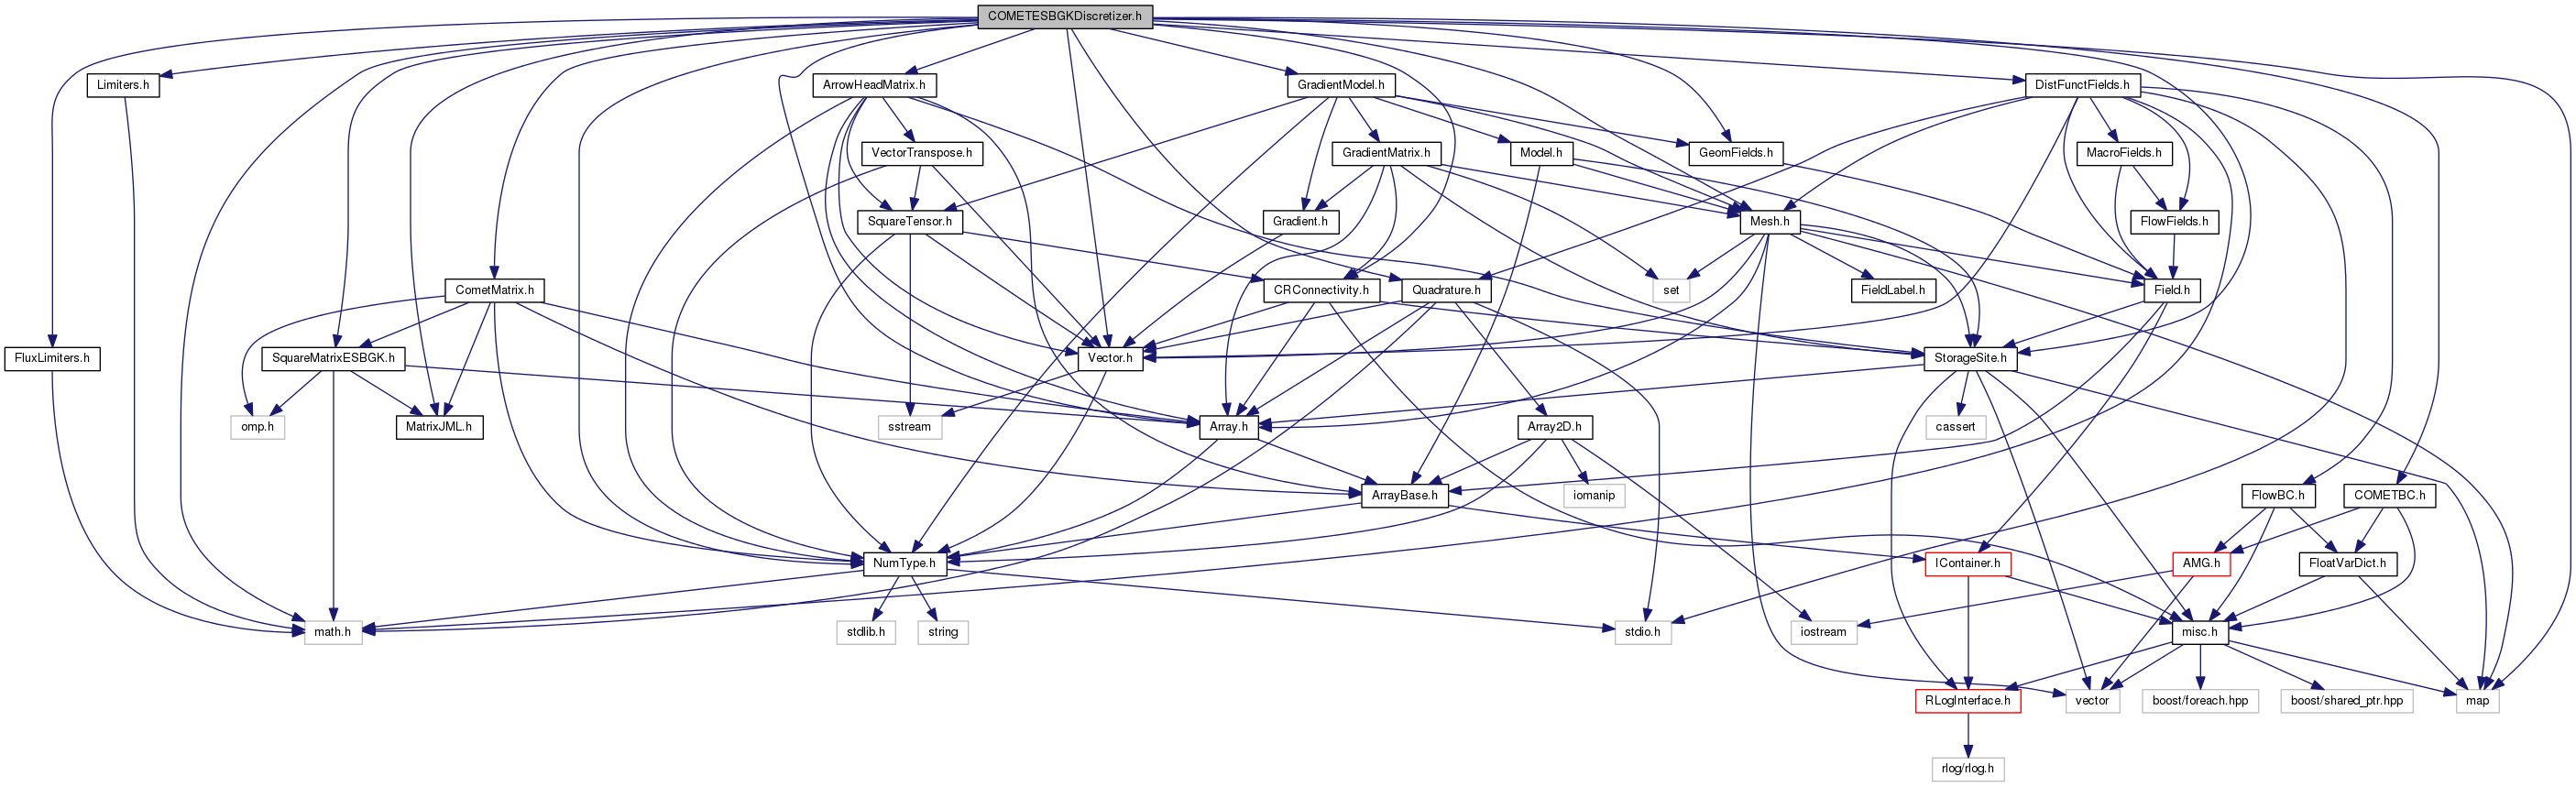 COMETESBGKDiscretizer.h
Limiters.h
ArrowHeadMatrix.h
GradientModel.h
DistFunctFields.h
VectorTranspose.h
GradientMatrix.h
Model.h
GeomFields.h
MacroFields.h
SquareTensor.h
Gradient.h
Mesh.h
FlowFields.h
CometMatrix.h
CRConnectivity.h
Quadrature.h
set
FieldLabel.h
Field.h
FluxLimiters.h
SquareMatrixESBGK.h
Vector.h
StorageSite.h
omp.h
MatrixJML.h
sstream
Array.h
Array2D.h
cassert
ArrayBase.h
iomanip
FlowBC.h
COMETBC.h
NumType.h
IContainer.h
AMG.h
FloatVarDict.h
math.h
stdlib.h
string
stdio.h
iostream
misc.h
RLogInterface.h
vector
boost/foreach.hpp
boost/shared_ptr.hpp
map
rlog/rlog.h